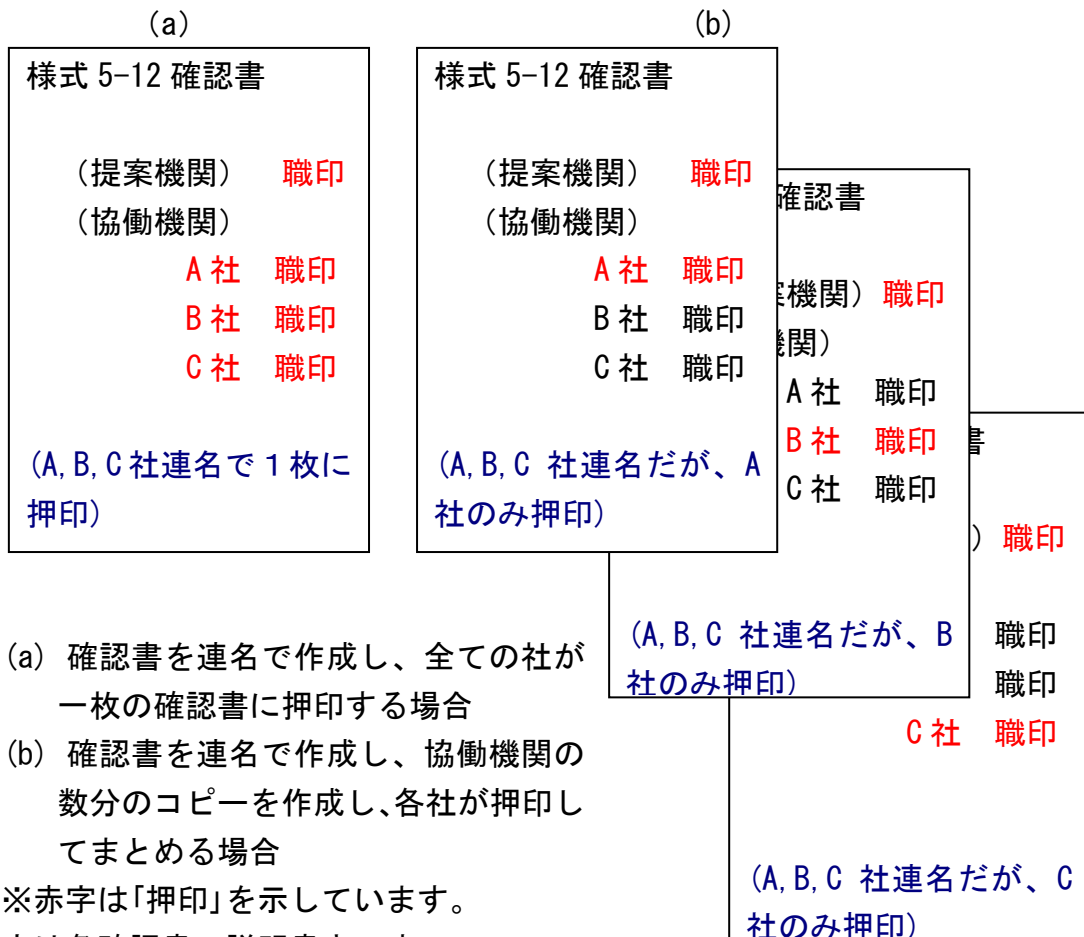 (a)
様式 5-12 確認書
（提案機関） 職印
（協働機関）
A 社 職印
B 社 職印
C 社 職印
(A,B,C 社連名で１枚に
押印)
(b)
様式 5-12 確認書
（提案機関） 職印
（協働機関）
A 社 職印
B 社 職印
C 社 職印
(A,B,C 社連名だが、A
社のみ押印)
確認書
機関）職印
関）
A 社 職印
B 社 職印
C 社 職印
(A,B,C 社連名だが、B
社のみ押印)
書
）職印
職印
職印
C 社 職印
(A,B,C 社連名だが、C
社のみ押印)
(a) 確認書を連名で作成し、全ての社が
一枚の確認書に押印する場合
(b) 確認書を連名で作成し、協働機関の
数分のコピーを作成し、各社が押印し
てまとめる場合
※赤字は「押印」を示しています。